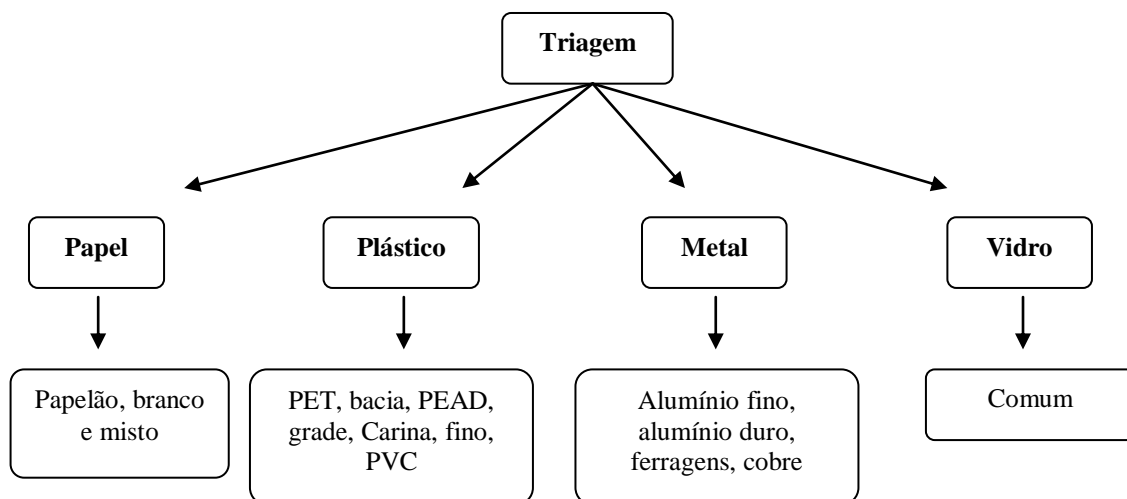 Triagem
Papel
Plástico
Metal
Vidro
Papelão, branco
e misto
PET, bacia, PEAD,
grade, Carina, fino,
PVC
Alumínio fino,
alumínio duro,
ferragens, cobre
Comum